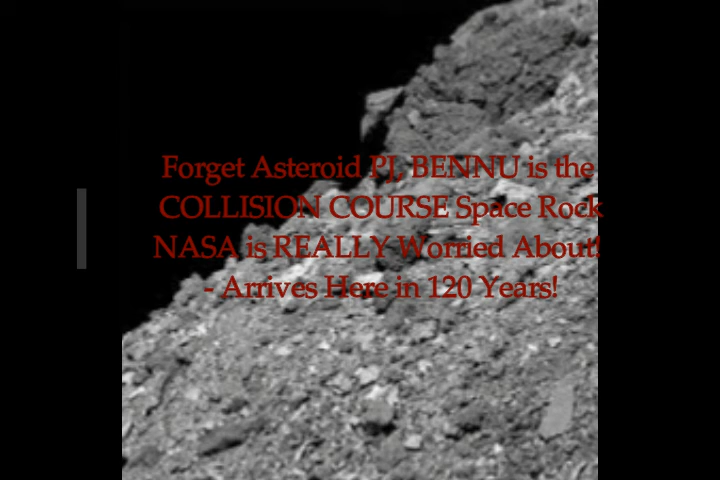 Forget Asteroid PJ, BENNU is the
COLLISION COURSE Space Rock
NASA is REALLY Worried About!
- Arrives Here in 120 Years!